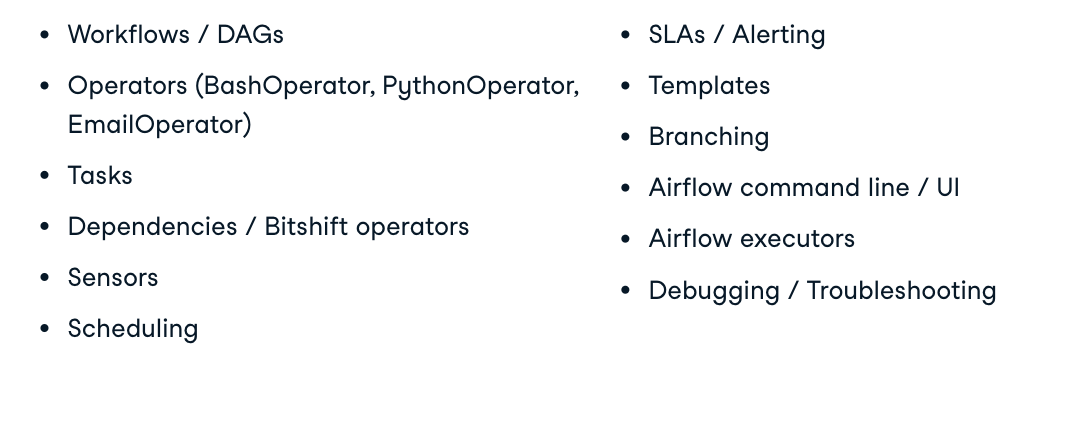 • Workflows / DAGs
• Operators (BashOperator, PythonOperator,
EmailOperator)
• Tasks
• Dependencies / Bitshift operators
• Sensors
• Scheduling
• SLAs / Alerting
• Templates
• Branching
• Airflow command line / UI
• Airflow executors
• Debugging / Troubleshooting